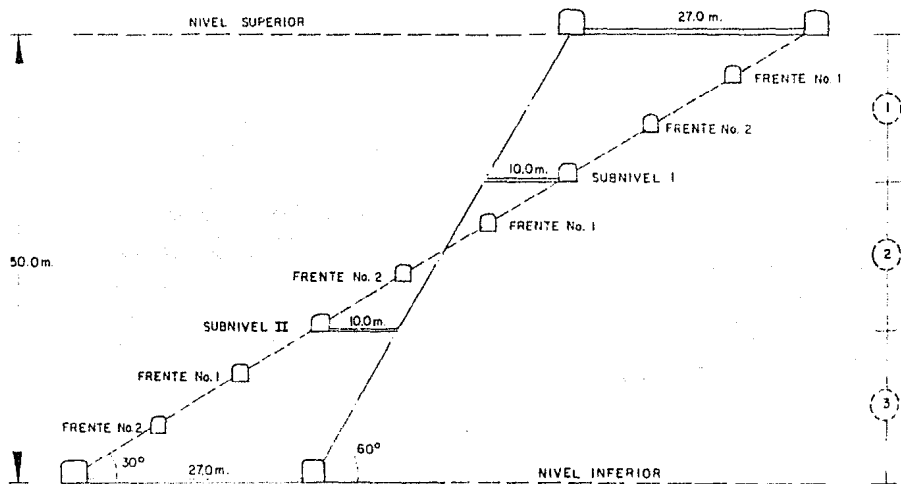 NIVEL SUPERIOR
27.0 m.
FRENTE No. 1
1
FRENTE No. 2
10.0 m.
SUBNIVEL I
FRENTE No. 1
50.0 m.
2
FRENTE No. 2
SUBNIVEL II
10.0 m.
FRENTE No. 1
3
FRENTE No. 2
30°
27.0 m.
60°
NIVEL INFERIOR